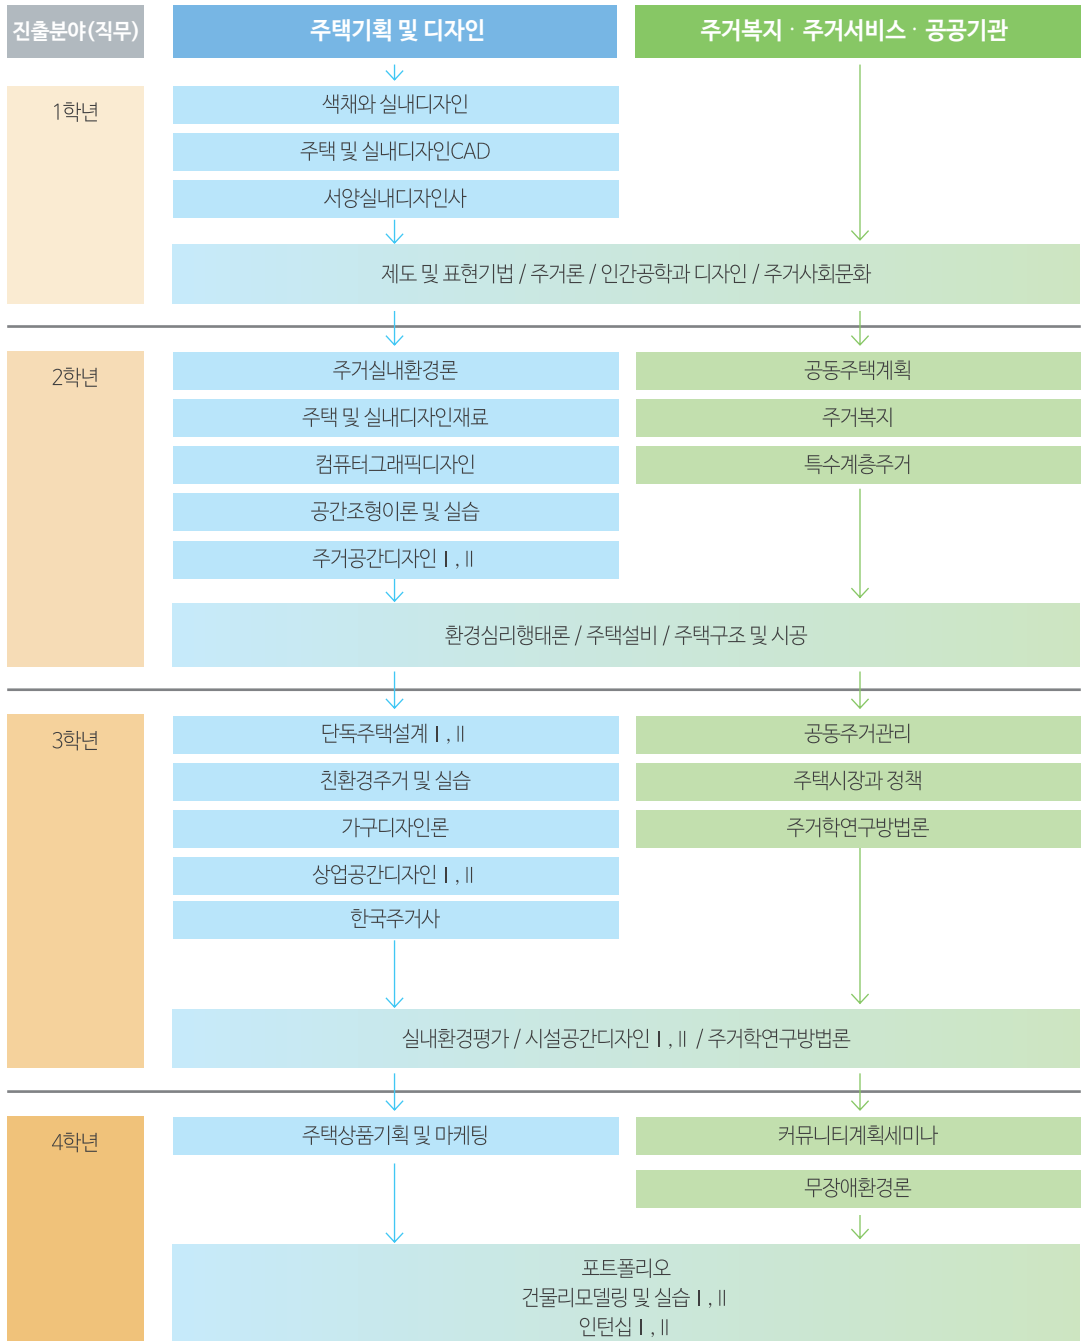 진출분야(직무)
주택기획 및 디자인
주거복지 · 주거서비스 · 공공기관
1학년
색채와 실내디자인
주택 및 실내디자인CAD
서양실내디자인사
제도 및 표현기법 / 주거론 / 인간공학과 디자인 / 주거사회문화
2학년
주거실내환경론
공동주택계획
주택 및 실내디자인재료
주거복지
컴퓨터그래픽디자인
특수계층주거
공간조형이론 및 실습
주거공간디자인 Ⅰ, Ⅱ
환경심리행태론 / 주택설비 / 주택구조 및 시공
3학년
단독주택설계 Ⅰ, Ⅱ
공동주거관리
친환경주거 및 실습
주택시장과 정책
가구디자인론
주거학연구방법론
상업공간디자인 Ⅰ, Ⅱ
한국주거사
실내환경평가 / 시설공간디자인 Ⅰ, Ⅱ / 주거학연구방법론
4학년
주택상품기획 및 마케팅
커뮤니티계획세미나
무장애환경론
포트폴리오
건물리모델링 및 실습 Ⅰ, Ⅱ
인턴십 Ⅰ, Ⅱ